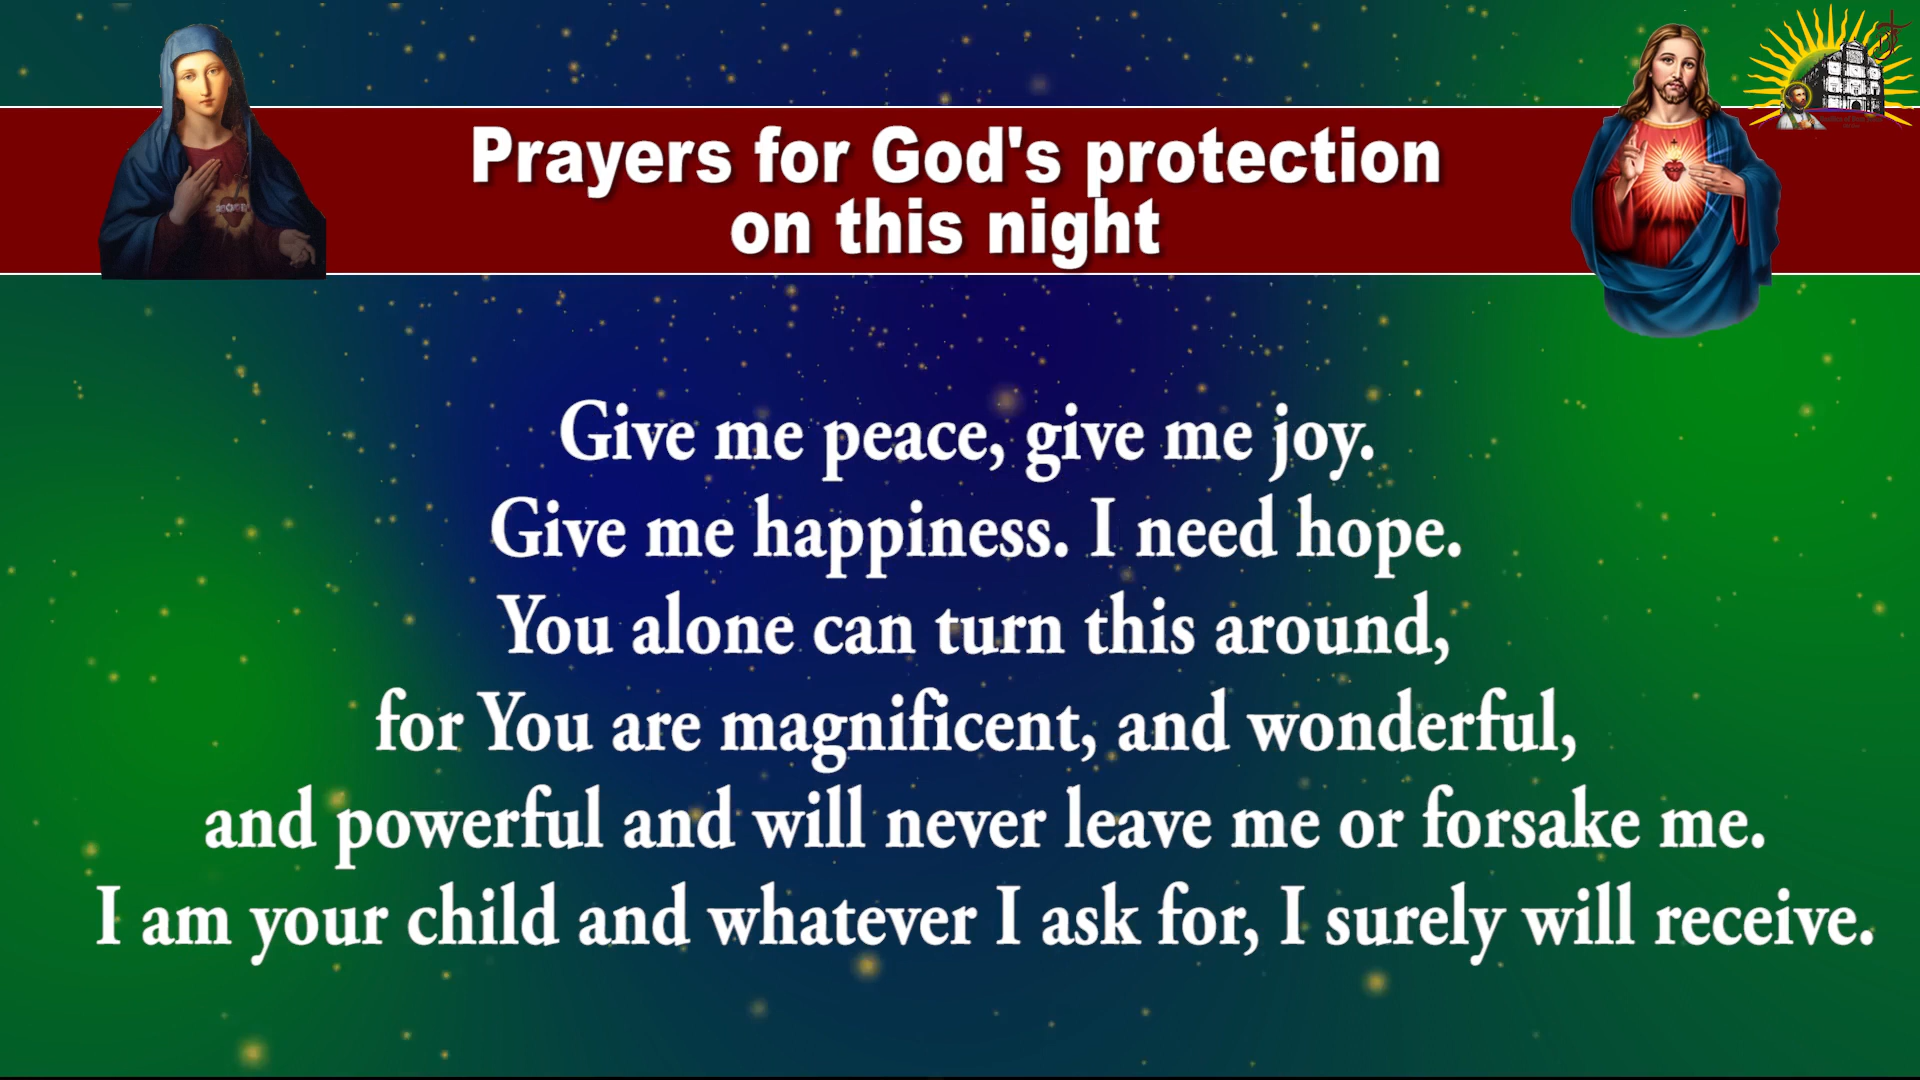 Prayers for God's protection
on this night
Give me peace, give me joy.
Give me happiness. I need hope.
You alone can turn this around,
for You are magnificent, and wonderful,
and powerful and will never leave me or forsake me.
I am your child and whatever I ask for, I surely will receive.